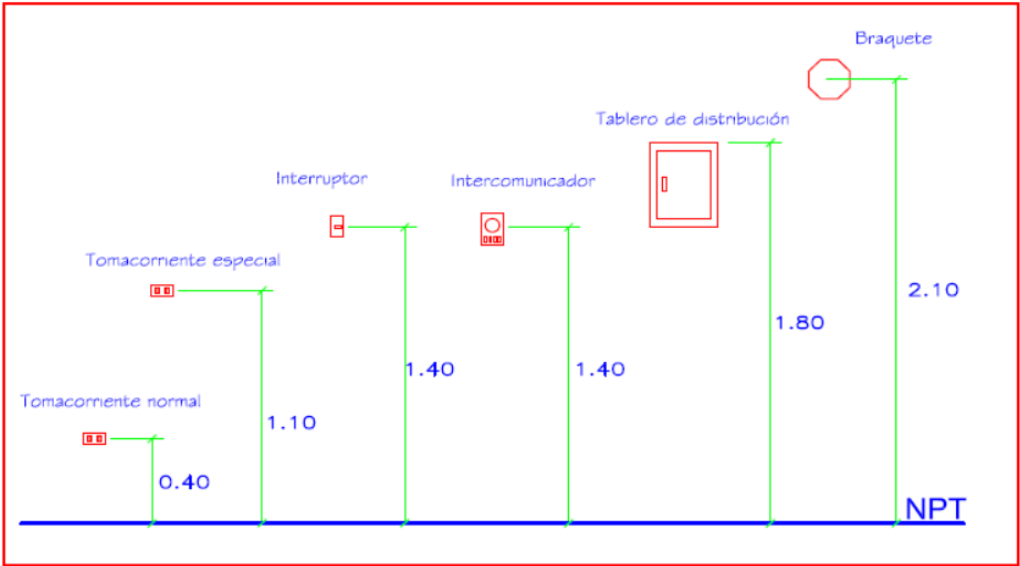 Braquete
Tablero de distribución
Interruptor
Intercomunicador
Tomacorriente especial
2.10
1.80
1.40
1.40
Tomacorriente normal
1.10
0.40
NPT